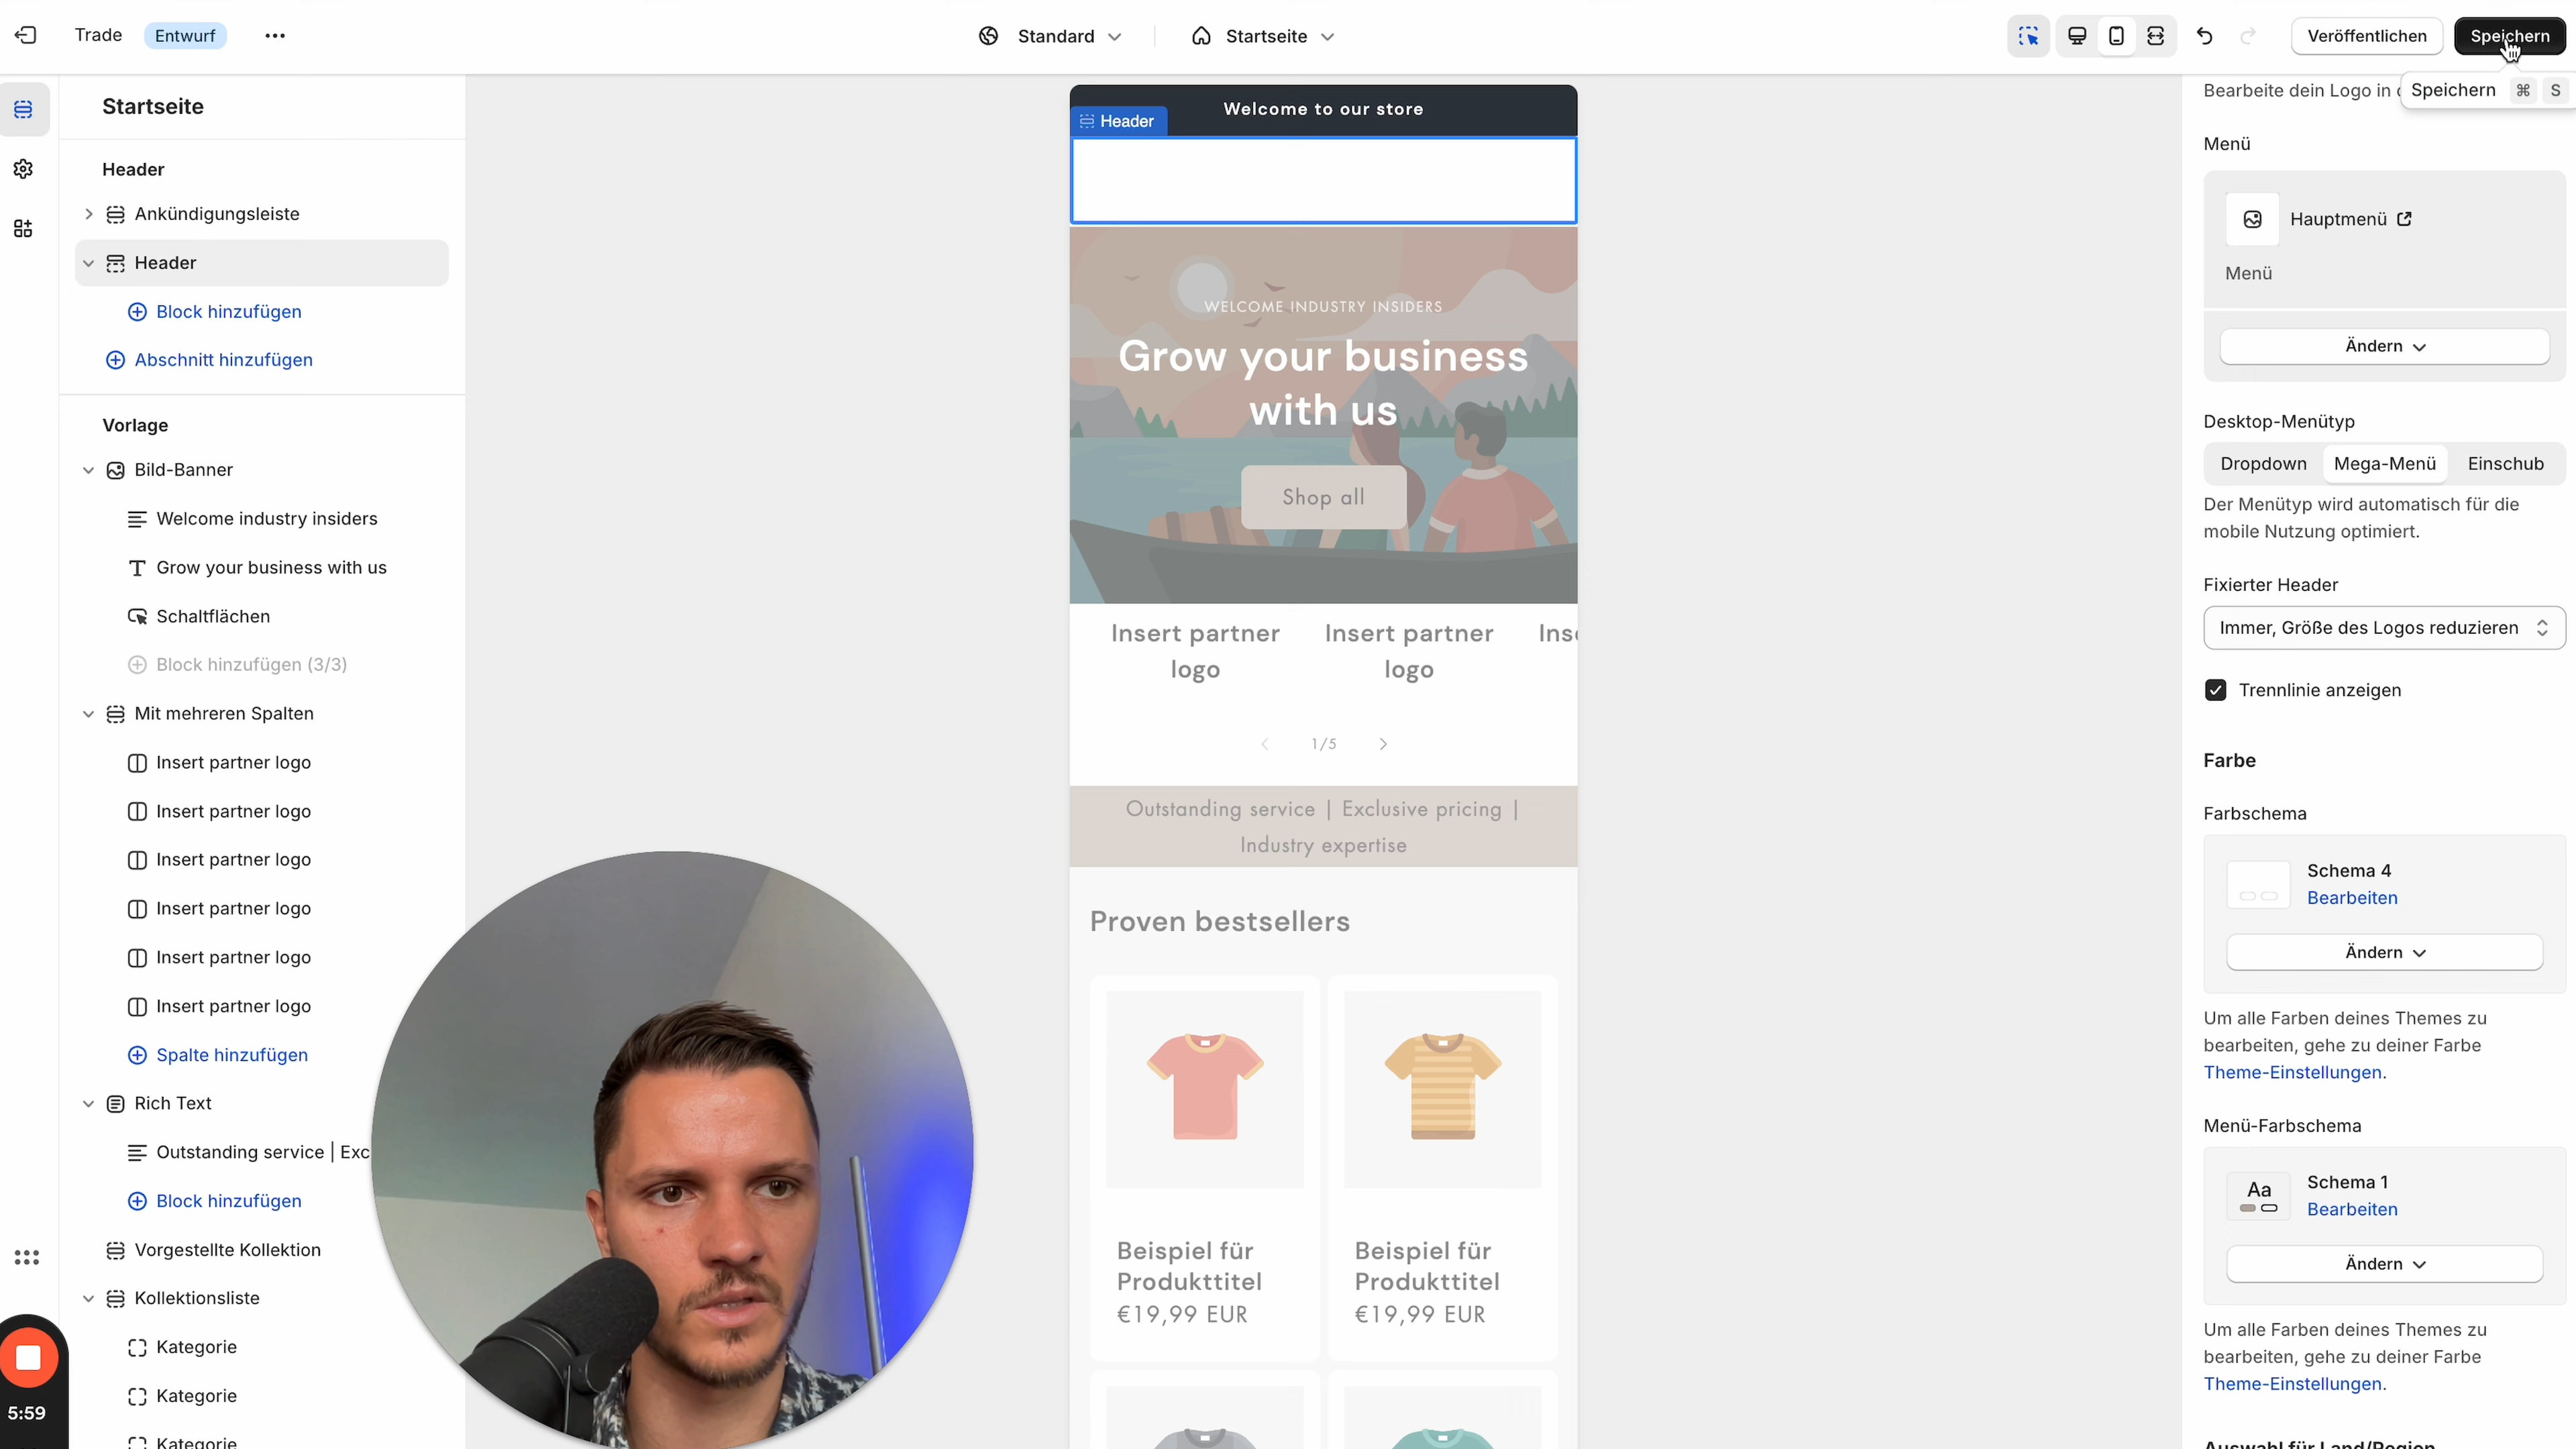 Trade
Entwurf
Standard
Startseite
Veröffentlichen
Speichern
Speichern ⌘ S
Startseite
Header
Ankündigungsleiste
Header
Block hinzufügen
Abschnitt hinzufügen
Vorlage
Bild-Banner
Welcome industry insiders
Grow your business with us
Schaltflächen
Block hinzufügen (3/3)
Mit mehreren Spalten
Insert partner logo
Insert partner logo
Insert partner logo
Insert partner logo
Insert partner logo
Insert partner logo
Spalte hinzufügen
Rich Text
Outstanding service | Exc
Block hinzufügen
Vorgestellte Kollektion
Kollektionsliste
Kategorie
Kategorie
Kategorie
5:59
Welcome to our store
Header
WELCOME INDUSTRY INSIDERS
Grow your business
with us
Shop all
Insert partner
logo
Insert partner
logo
Ins
1/5
Outstanding service | Exclusive pricing |
Industry expertise
Proven bestsellers
Beispiel für
Produkttitel
€19,99 EUR
Beispiel für
Produkttitel
€19,99 EUR
Bearbeite dein Logo in
Menü
Hauptmenü
Menü
Ändern
Desktop-Menütyp
Dropdown
Mega-Menü
Einschub
Der Menütyp wird automatisch für die
mobile Nutzung optimiert.
Fixierter Header
Immer, Größe des Logos reduzieren
Trennlinie anzeigen
Farbe
Farbschema
Schema 4
Bearbeiten
Ändern
Um alle Farben deines Themes zu
bearbeiten, gehe zu deiner Farbe
Theme-Einstellungen.
Menü-Farbschema
Aa
Schema 1
Bearbeiten
Ändern
Um alle Farben deines Themes zu
bearbeiten, gehe zu deiner Farbe
Theme-Einstellungen.
Auswahl für Land/Region